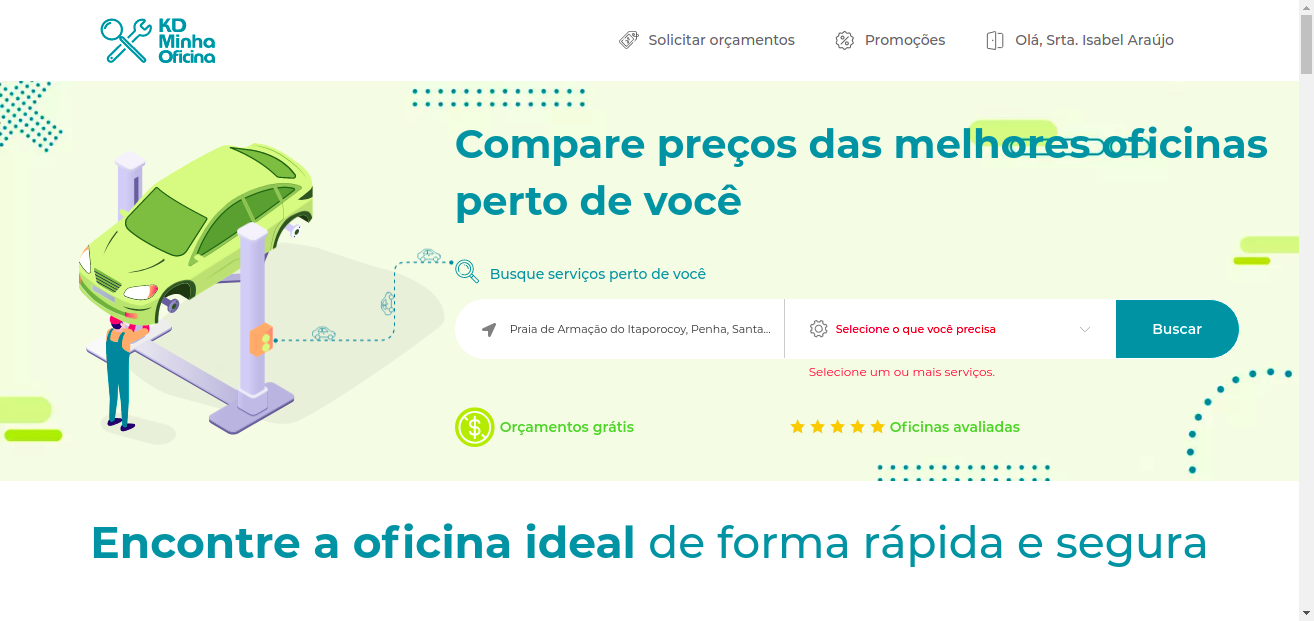 KD
Minha
Oficina
Solicitar orçamentos
Promoções
Olá, Srta. Isabel Araújo
Compare preços das melhores oficinas
perto de você
Busque serviços perto de você
Praia de Armação do Itaporocoy, Penha, Santa...
Selecione o que você precisa
Buscar
Selecione um ou mais serviços.
Orçamentos grátis
Oficinas avaliadas
Encontre a oficina ideal de forma rápida e segura